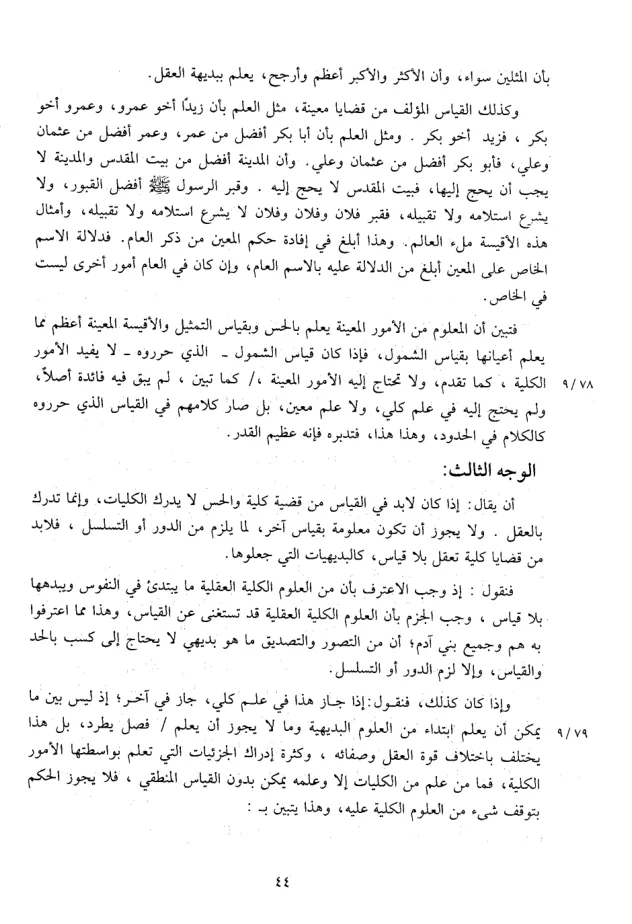 بأن المثلين سواء، وأن الأكثر والأكبر أعظم وأرجح، يعلم ببديهة العقل.
وكذلك القياس المؤلف من قضايا معينة، مثل العلم بأن زيدًا أخو عمرو، وعمرو أخو
بكر ، فزيد أخو بكر . ومثل العلم بأن أبا بكر أفضل من عمر، وعمر أفضل من عثمان
وعلي، فأبو بكر أفضل من عثمان وعلي. وأن المدينة أفضل من بيت المقدس والمدينة لا
يجب أن يحج إليها، فبيت المقدس لا يحج إليه . وقبر الرسول ﷺ أفضل القبور، ولا
يشرع استلامه ولا تقبيله، فقبر فلان وفلان وفلان لا يشرع استلامه ولا تقبيله، وأمثال
هذه الأقيسة ملء العالم. وهذا أبلغ في إفادة حكم المعين من ذكر العام. فدلالة الاسم
الخاص على المعين أبلغ من الدلالة عليه بالاسم العام، وإن كان في العام أمور أخرى ليست
في الخاص.
فتبين أن المعلوم من الأمور المعينة يعلم بالحس وبقياس التمثيل والأقيسة المعينة أعظم مما
يعلم أعيانها بقياس الشمول، فإذا كان قياس الشمول ـ الذي حرروه ـ لا يفيد الأمور
٩/٧٨ الكلية ، كما تقدم، ولا تحتاج إليه الأمور المعينة ،/ كما تبين ، لم يبق فيه فائدة أصلاً،
ولم يحتج إليه في علم كلي، ولا علم معين، بل صار كلامهم في القياس الذي حرروه
كالكلام في الحدود، وهذا هذا، فتدبره فإنه عظيم القدر.
الوجه الثالث:
أن يقال: إذا كان لابد في القياس من قضية كلية والحس لا يدرك الكليات، وإنما تدرك
بالعقل . ولا يجوز أن تكون معلومة بقياس آخر، لما يلزم من الدور أو التسلسل ، فلابد
من قضايا كلية تعقل بلا قياس، كالبديهيات التي جعلوها.
فنقول : إذ وجب الاعترف بأن من العلوم الكلية العقلية ما يبتدئ في النفوس ويبدهها
بلا قياس ، وجب الجزم بأن العلوم الكلية العقلية قد تستغنى عن القياس، وهذا مما اعترفوا
به هم وجميع بني آدم؛ أن من التصور والتصديق ما هو بديهي لا يحتاج إلى كسب بالحد
والقياس، وإلا لزم الدور أو التسلسل.
وإذا كان كذلك، فنقول:إذا جاز هذا في علم كلي، جاز في آخر؛ إذ ليس بين ما
٩/٧٩ يمكن أن يعلم ابتداء من العلوم البديهية وما لا يجوز أن يعلم / فصل يطرد، بل هذا
يختلف باختلاف قوة العقل وصفائه ، وكثرة إدراك الجزئيات التي تعلم بواسطتها الأمور
الكلية، فما من علم من الكليات إلا وعلمه يمكن بدون القياس المنطقي ، فلا يجوز الحكم
بتوقف شىء من العلوم الكلية عليه، وهذا يتبين بـ :
٤٤